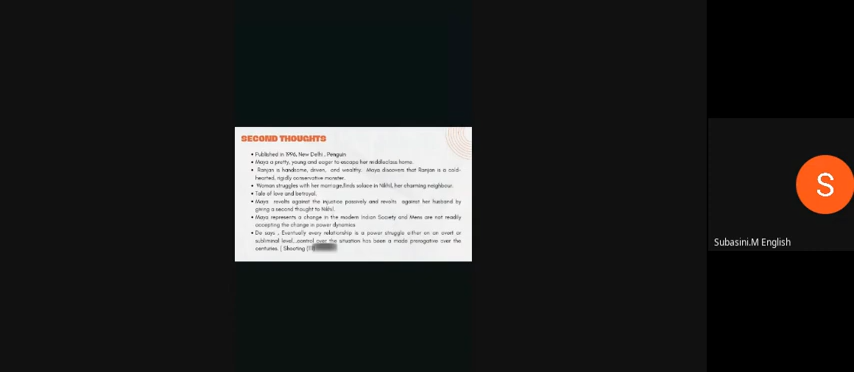 SECOND THOUGHTS
• Published in 1996, New Delhi, Penguin
• Maya a pretty, young and eager to escape her middleclass home.
• Ranjan a handsome, driven, and wealthy. Maya discovers that Ranjan is a cold-
hearted, rigidly conservative monster.
• Woman struggles with her marriage,finds solace in Nikhil, her charming neighbour.
• Tale of love and betrayal.
• Maya revolts against the injustice passively and revolts against her husband by
giving a second thought to Nikhil.
• Maya represents a change in the modern Indian Society and Mens are not readily
accepting the change in power dynamics
• De says , Eventually every relationship is a power struggle either on an overt or
subliminal level...control over the situation has been a made prerogative over the
centuries. ( Shooting
S
Subasini.M English